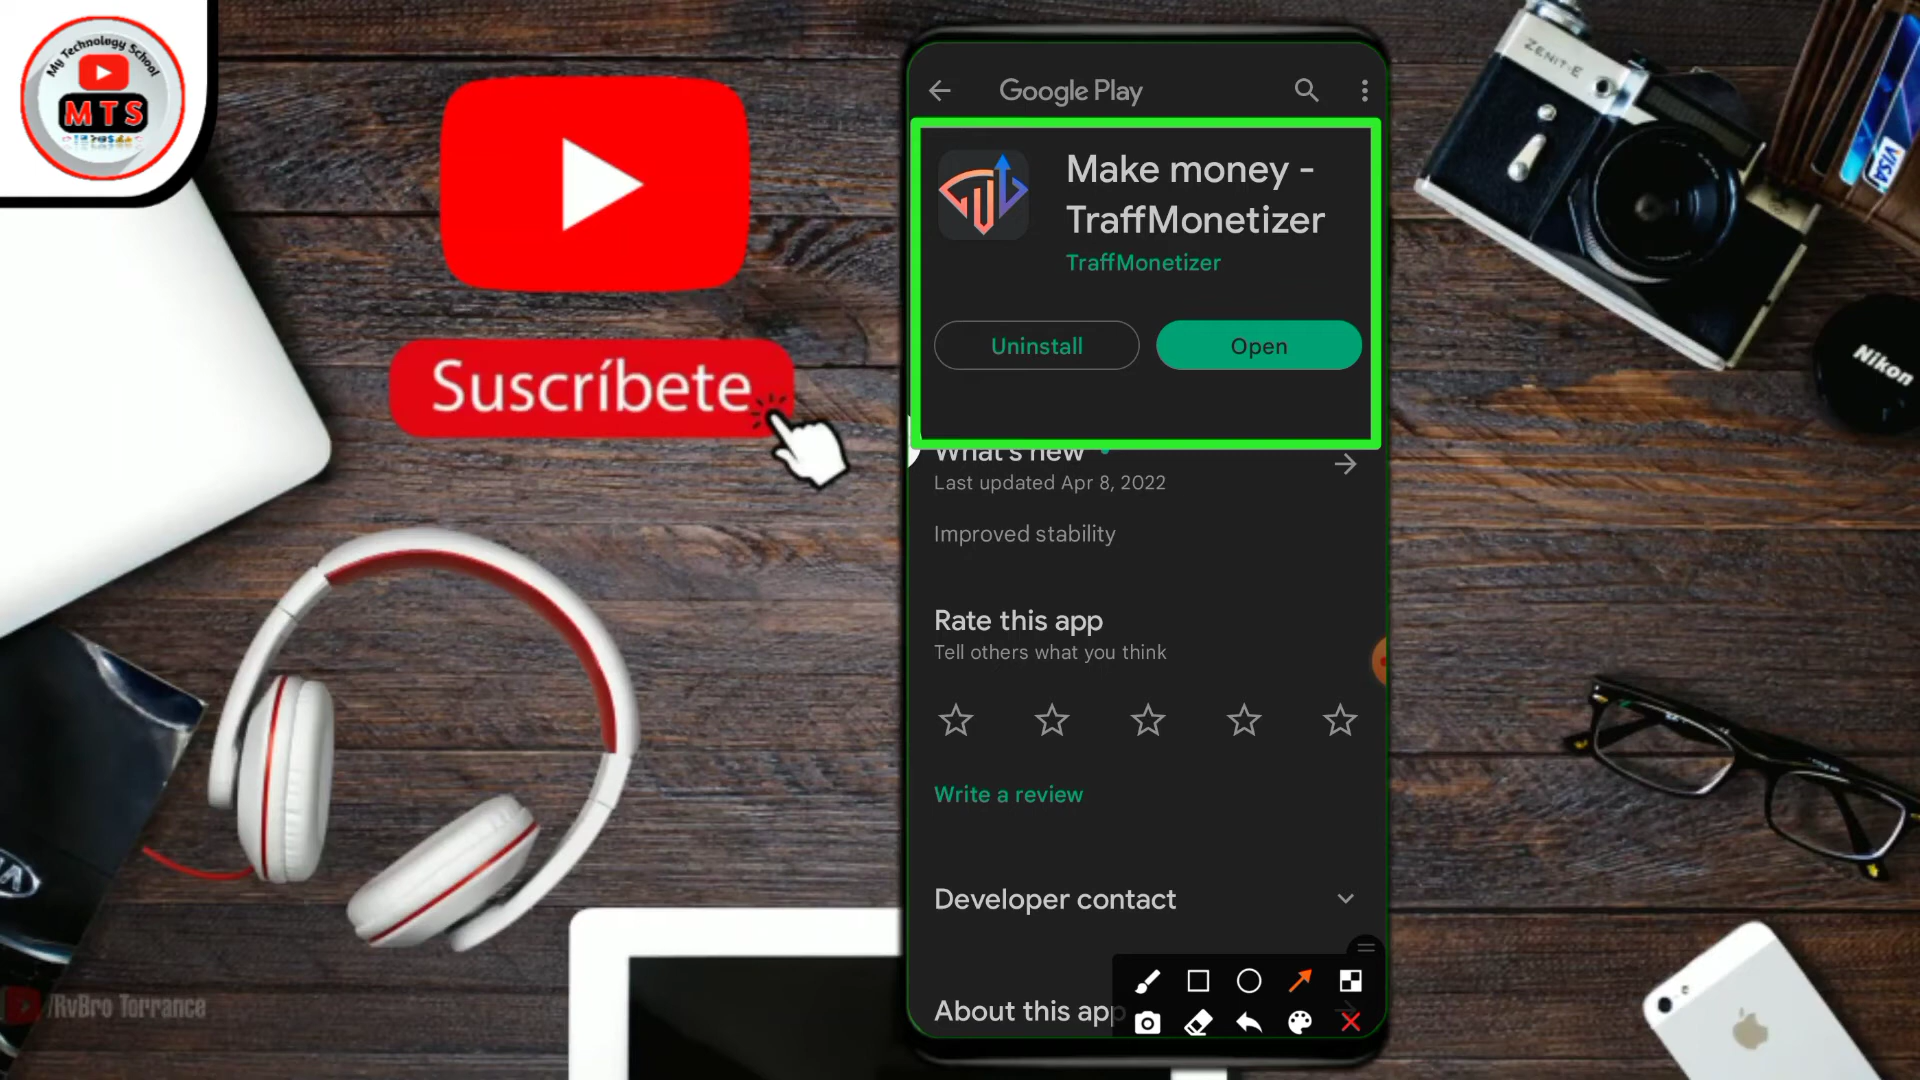 My Technology School
MTS
Suscríbete
Google Play
Make money -
TraffMonetizer
TraffMonetizer
Uninstall
Open
What's new
Last updated Apr 8, 2022
Improved stability
Rate this app
Tell others what you think
Write a review
Developer contact
About this app
ZENIT-E
VISA
Nikon
/RvBro Torrance